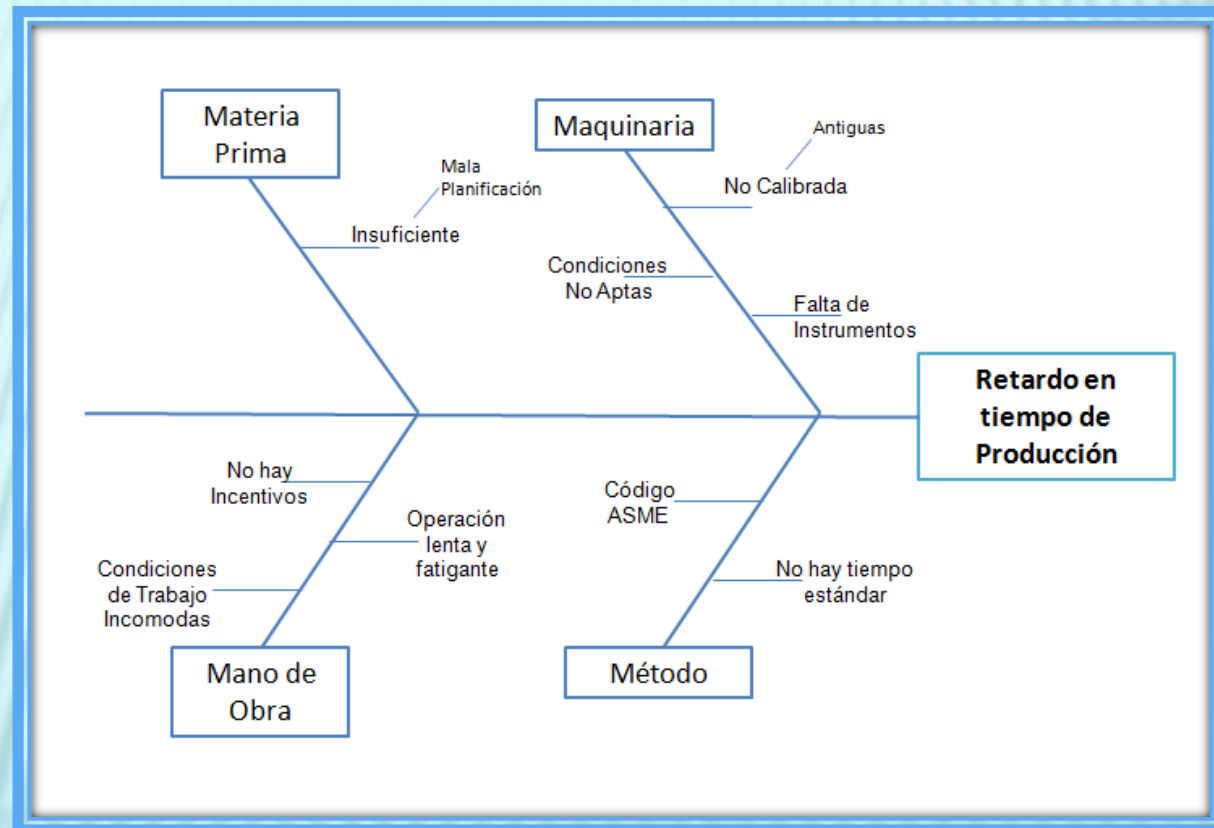 Materia
Prima
Mala
Planificación
Insuficiente
Maquinaria
Antiguas
No Calibrada
Condiciones
No Aptas
Falta de
Instrumentos
Retardo en
tiempo de
Producción
No hay
Incentivos
Operación
lenta y
fatigante
Condiciones
de Trabajo
Incomodas
Mano de
Obra
Código
ASME
No hay tiempo
estándar
Método